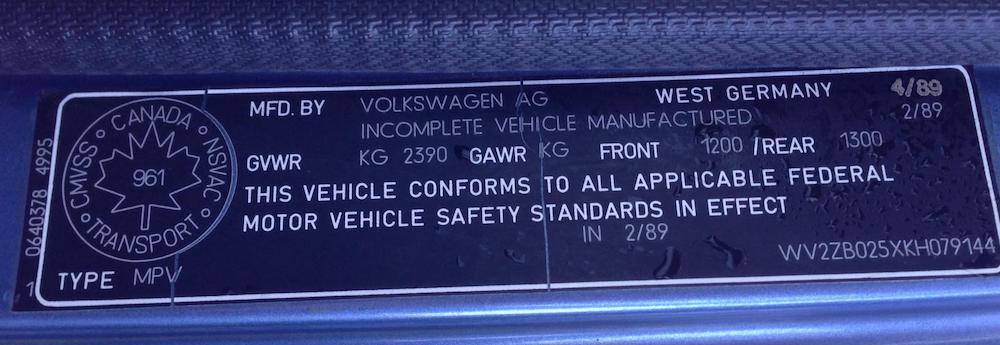 MFD. BY VOLKSWAGEN AG WEST GERMANY 4/89
INCOMPLETE VEHICLE MANUFACTURED 2/89
GVWR KG 2390 GAWR KG FRONT 1200 /REAR 1300
THIS VEHICLE CONFORMS TO ALL APPLICABLE FEDERAL
MOTOR VEHICLE SAFETY STANDARDS IN EFFECT
IN 2/89
WV2ZB025XKH079144
TYPE MPV
CANADA • NSVAC • TRANSPORT • CMVSS •
961
0640378 4995